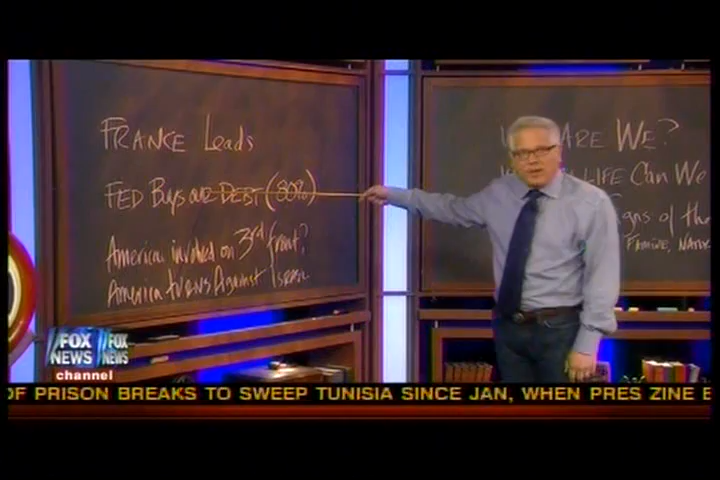 FRANCE Leads
FED Buys our DEBT (80%)
America involved on 3rd front?
America turns Against Israel.
ARE WE?
LIFE Can We
of the
FAMINE,
FOX NEWS
FOX NEWS
channel
OF PRISON BREAKS TO SWEEP TUNISIA SINCE JAN, WHEN PRES ZINE